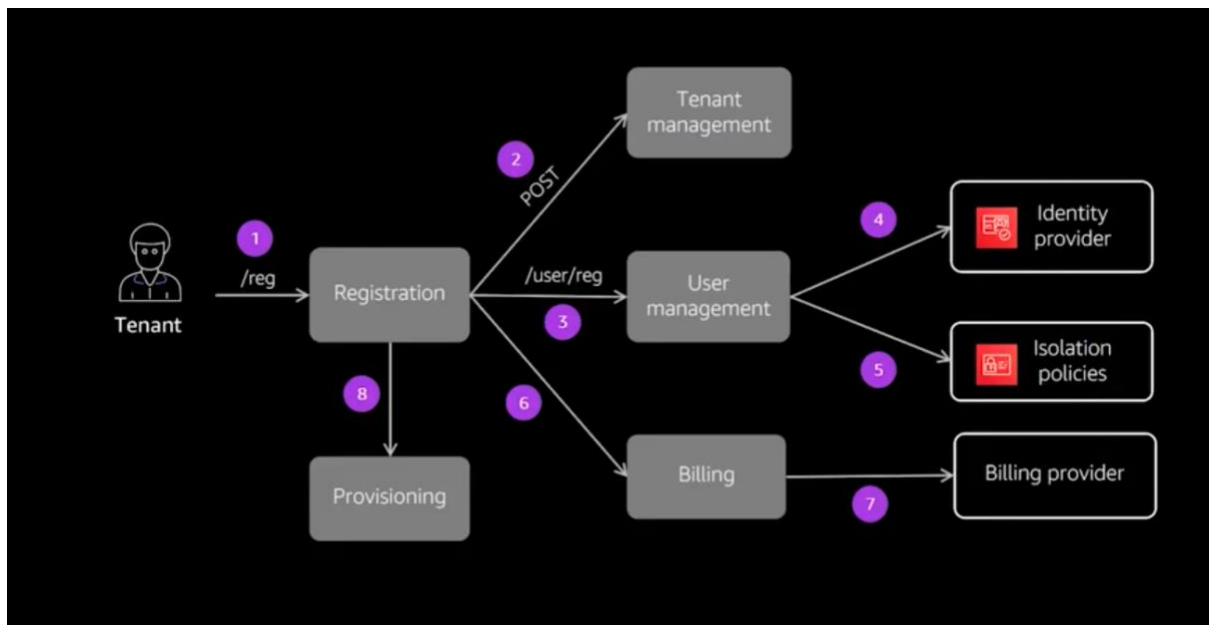 Tenant
management
2
POST
4
Identity
provider
1
/reg
Tenant
Registration
/user/reg
3
User
management
5
Isolation
policies
8
6
Provisioning
Billing
7
Billing provider